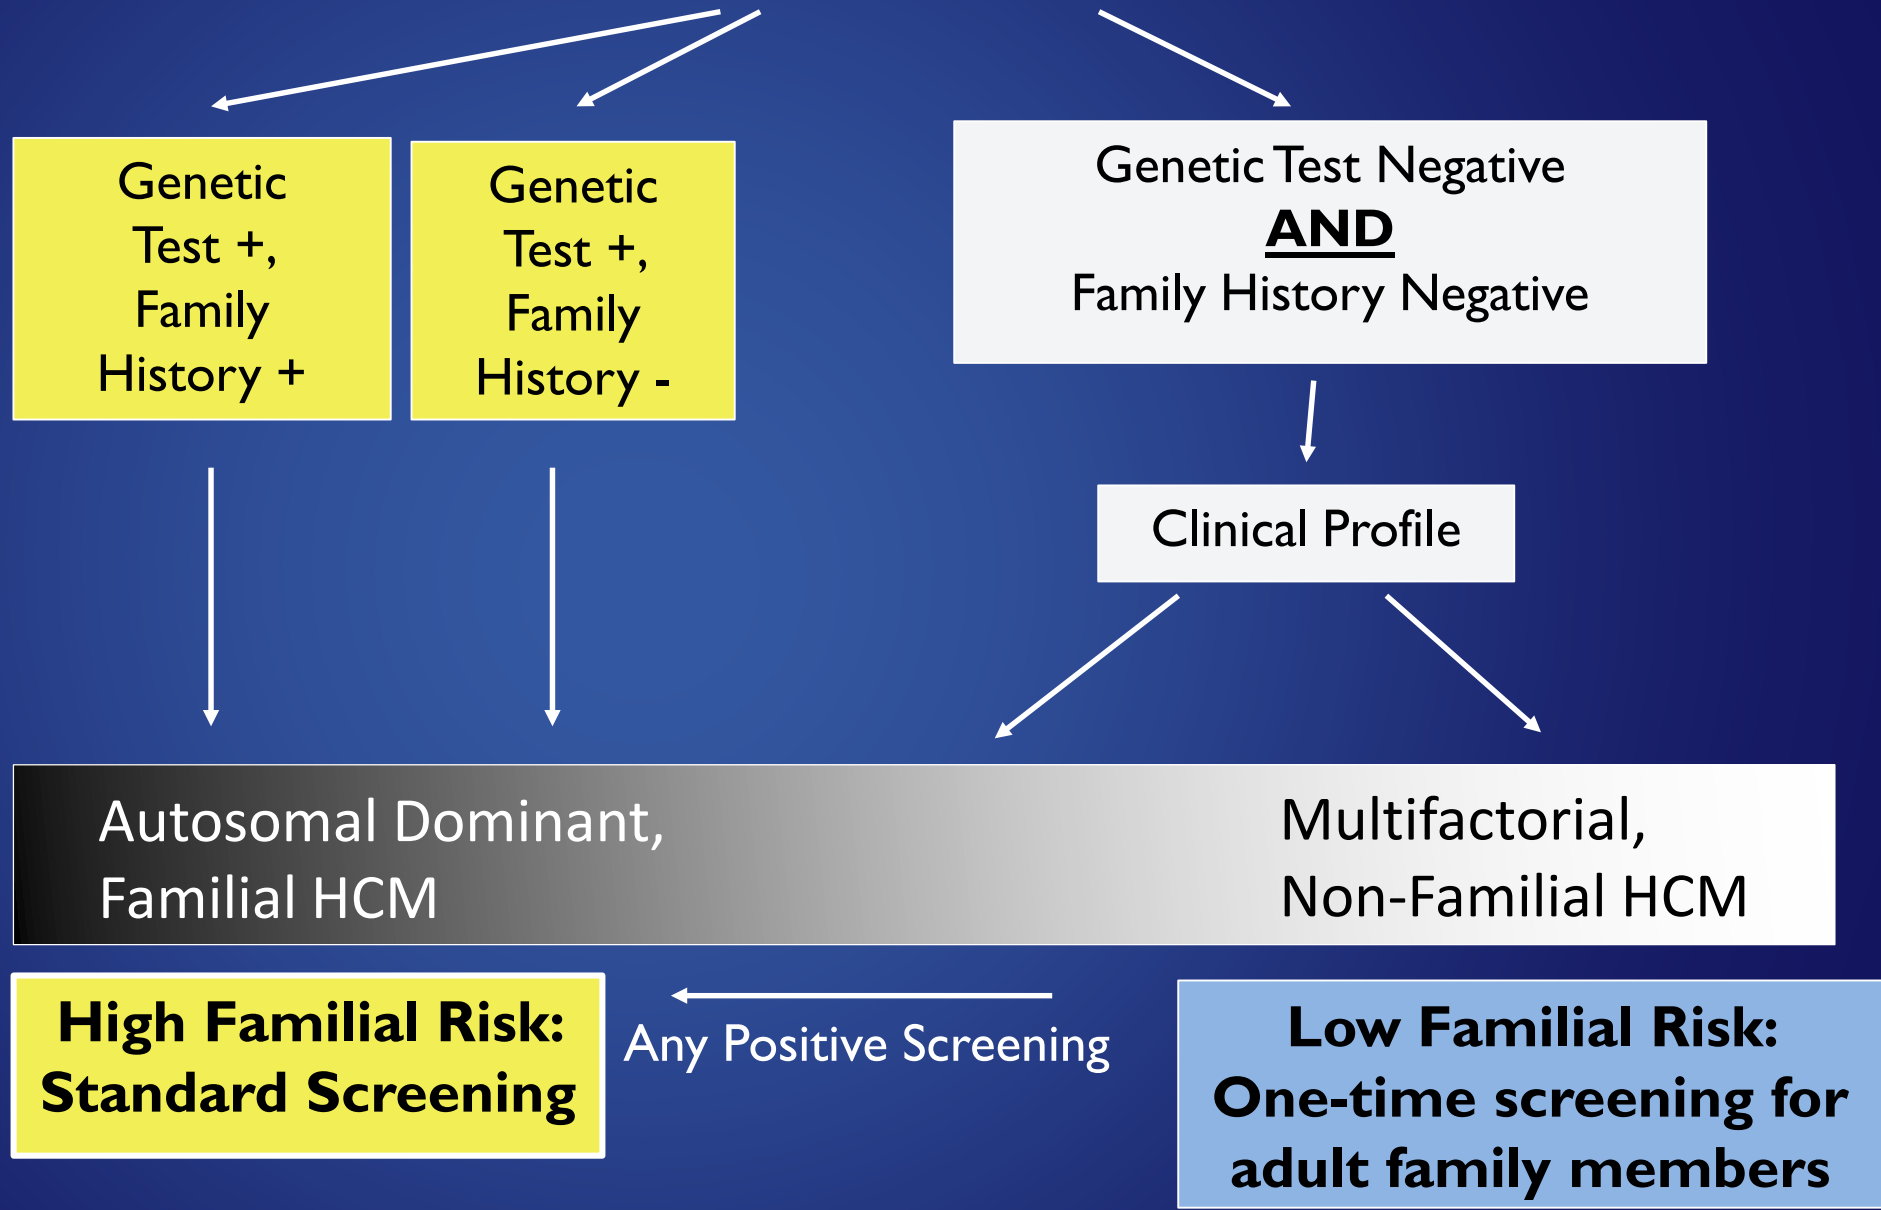 Genetic
Test +,
Family
History +
Genetic
Test +,
Family
History -
Genetic Test Negative
AND
Family History Negative
Clinical Profile
Autosomal Dominant,
Familial HCM
Multifactorial,
Non-Familial HCM
High Familial Risk:
Standard Screening
Any Positive Screening
Low Familial Risk:
One-time screening for
adult family members